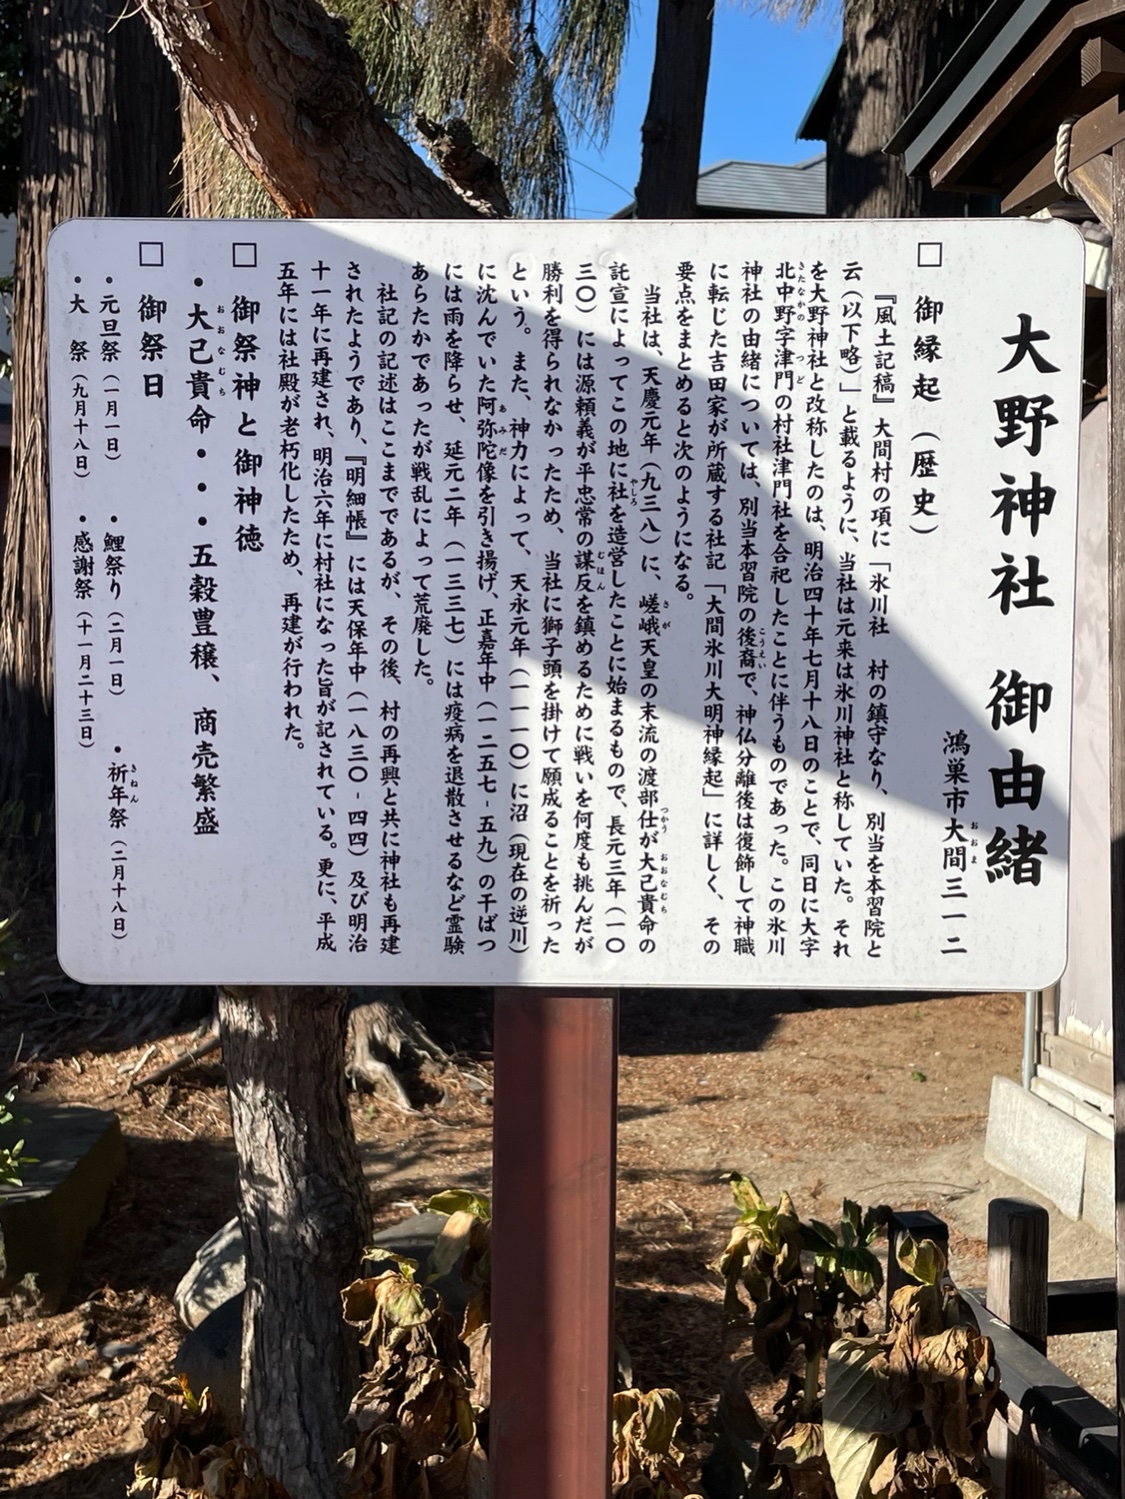 大野神社 御由緒
鴻巣市大間三一二
□ 御縁起（歴史）
『風土記稿』大間村の項に「氷川社 村の鎮守なり、別当を本習院と
云（以下略）」と載るように、当社は元来は氷川神社と称していた。それ
を大野神社と改称したのは、明治四十年七月十八日のことで、同日に大字
北中野字津門の村社津門社を合祀したことに伴うものであった。この氷川
神社の由緒については、別当本習院の後裔で、神仏分離後は復飾して神職
に転じた吉田家が所蔵する社記「大間氷川大明神縁起」に詳しく、その
要点をまとめると次のようになる。
当社は、天慶元年（九三八）に、嵯峨天皇の末流の渡部仕が大己貴命の
託宣によってこの地に社を造営したことに始まるもので、長元三年（一〇
三〇）には源頼義が平忠常の謀反を鎮めるために戦いを何度も挑んだが
勝利を得られなかったため、当社に獅子頭を掛けて願成ることを祈った
という。また、神力によって、天永元年（一一一〇）に沼（現在の逆川）
に沈んでいた阿弥陀像を引き揚げ、正嘉年中（一二五七-五九）の干ばつ
には雨を降らせ、延元二年（一三三七）には疫病を退散させるなど霊験
あらたかであったが戦乱によって荒廃した。
社記の記述はここまでであるが、その後、村の再興と共に神社も再建
されたようであり、『明細帳』には天保年中（一八三〇-四四）及び明治
十一年に再建され、明治六年に村社になった旨が記されている。更に、平成
五年には社殿が老朽化したため、再建が行われた。
□ 御祭神と御神徳
・大己貴命・・・五穀豊穣、商売繁盛
□ 御祭日
・元旦祭（一月一日） ・鯉祭り（二月一日） ・祈年祭（二月十八日）
・大 祭（九月十八日） ・感謝祭（十一月二十三日）